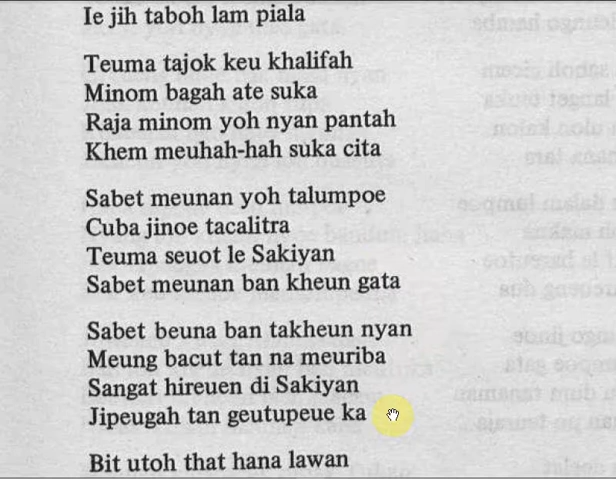 Ie jih taboh lam piala
Teuma tajok keu khalifah
Minom bagah ate suka
Raja minom yoh nyan pantah
Khem meuhah-hah suka cita
Sabet meunan yoh talumpoe
Cuba jinoe tacalitra
Teuma seuot le Sakiyan
Sabet meunan ban kheun gata
Sabet beuna ban takheun nyan
Meung bacut tan na meuriba
Sangat hireuen di Sakiyan
Jipeugah tan geutupeue ka
Bit utoh that hana lawan